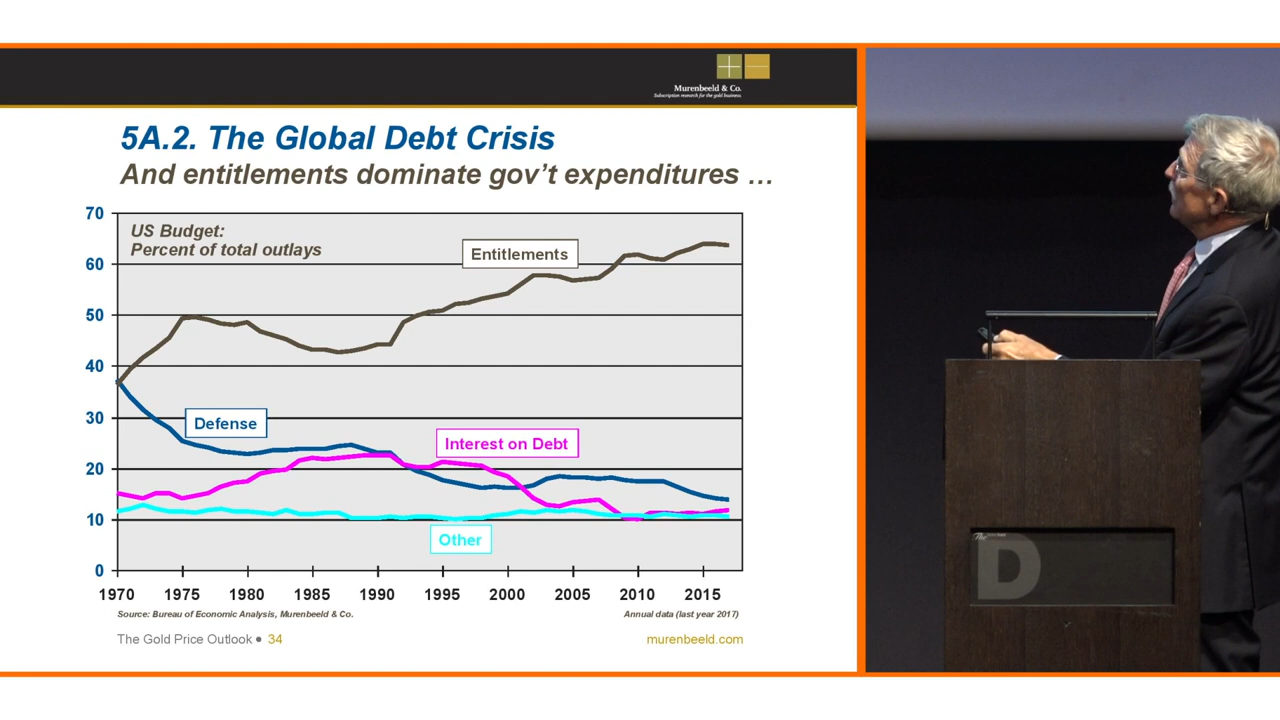 Murenbeeld & Co.
Subscription research for the gold business.
5A.2. The Global Debt Crisis
And entitlements dominate gov't expenditures …
US Budget:
Percent of total outlays
70
60
50
40
30
20
10
0
Entitlements
Defense
Interest on Debt
Other
1970 1975 1980 1985 1990 1995 2000 2005 2010 2015
Source: Bureau of Economic Analysis, Murenbeeld & Co.
Annual data (last year 2017)
The Gold Price Outlook • 34
murenbeeld.com
The
D